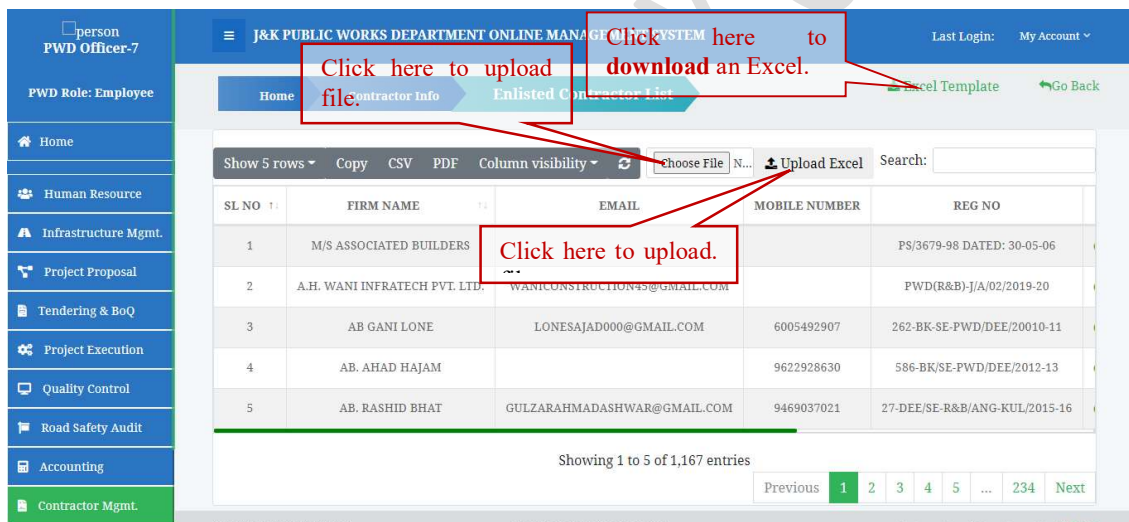 person
PWD Officer-7
PWD Role: Employee
Home
Human Resource
Infrastructure Mgmt.
Project Proposal
Tendering & BoQ
Project Execution
Quality Control
Road Safety Audit
Accounting
Contractor Mgmt.
J&K PUBLIC WORKS DEPARTMENT ONLINE MANAGEMENT SYSTEM
Last Login: My Account
Click here to
download an Excel.
Click here to upload
file.
Home Contractor Info Enlisted Contractor List
Excel Template Go Back
Show 5 rows Copy CSV PDF Column visibility Choose File N... Upload Excel Search:
SL NO FIRM NAME EMAIL MOBILE NUMBER REG NO
1 M/S ASSOCIATED BUILDERS PS/3679-98 DATED: 30-05-06
Click here to upload.
2 A.H. WANI INFRATECH PVT. LTD. WANICONSTRUCTION45@GMAIL.COM PWD(R&B)-J/A/02/2019-20
3 AB GANI LONE LONESAJAD000@GMAIL.COM 6005492907 262-BK-SE-PWD/DEE/20010-11
4 AB. AHAD HAJAM 9622928630 586-BK/SE-PWD/DEE/2012-13
5 AB. RASHID BHAT GULZARAHMADASHWAR@GMAIL.COM 9469037021 27-DEE/SE-R&B/ANG-KUL/2015-16
Showing 1 to 5 of 1,167 entries
Previous 1 2 3 4 5 ... 234 Next